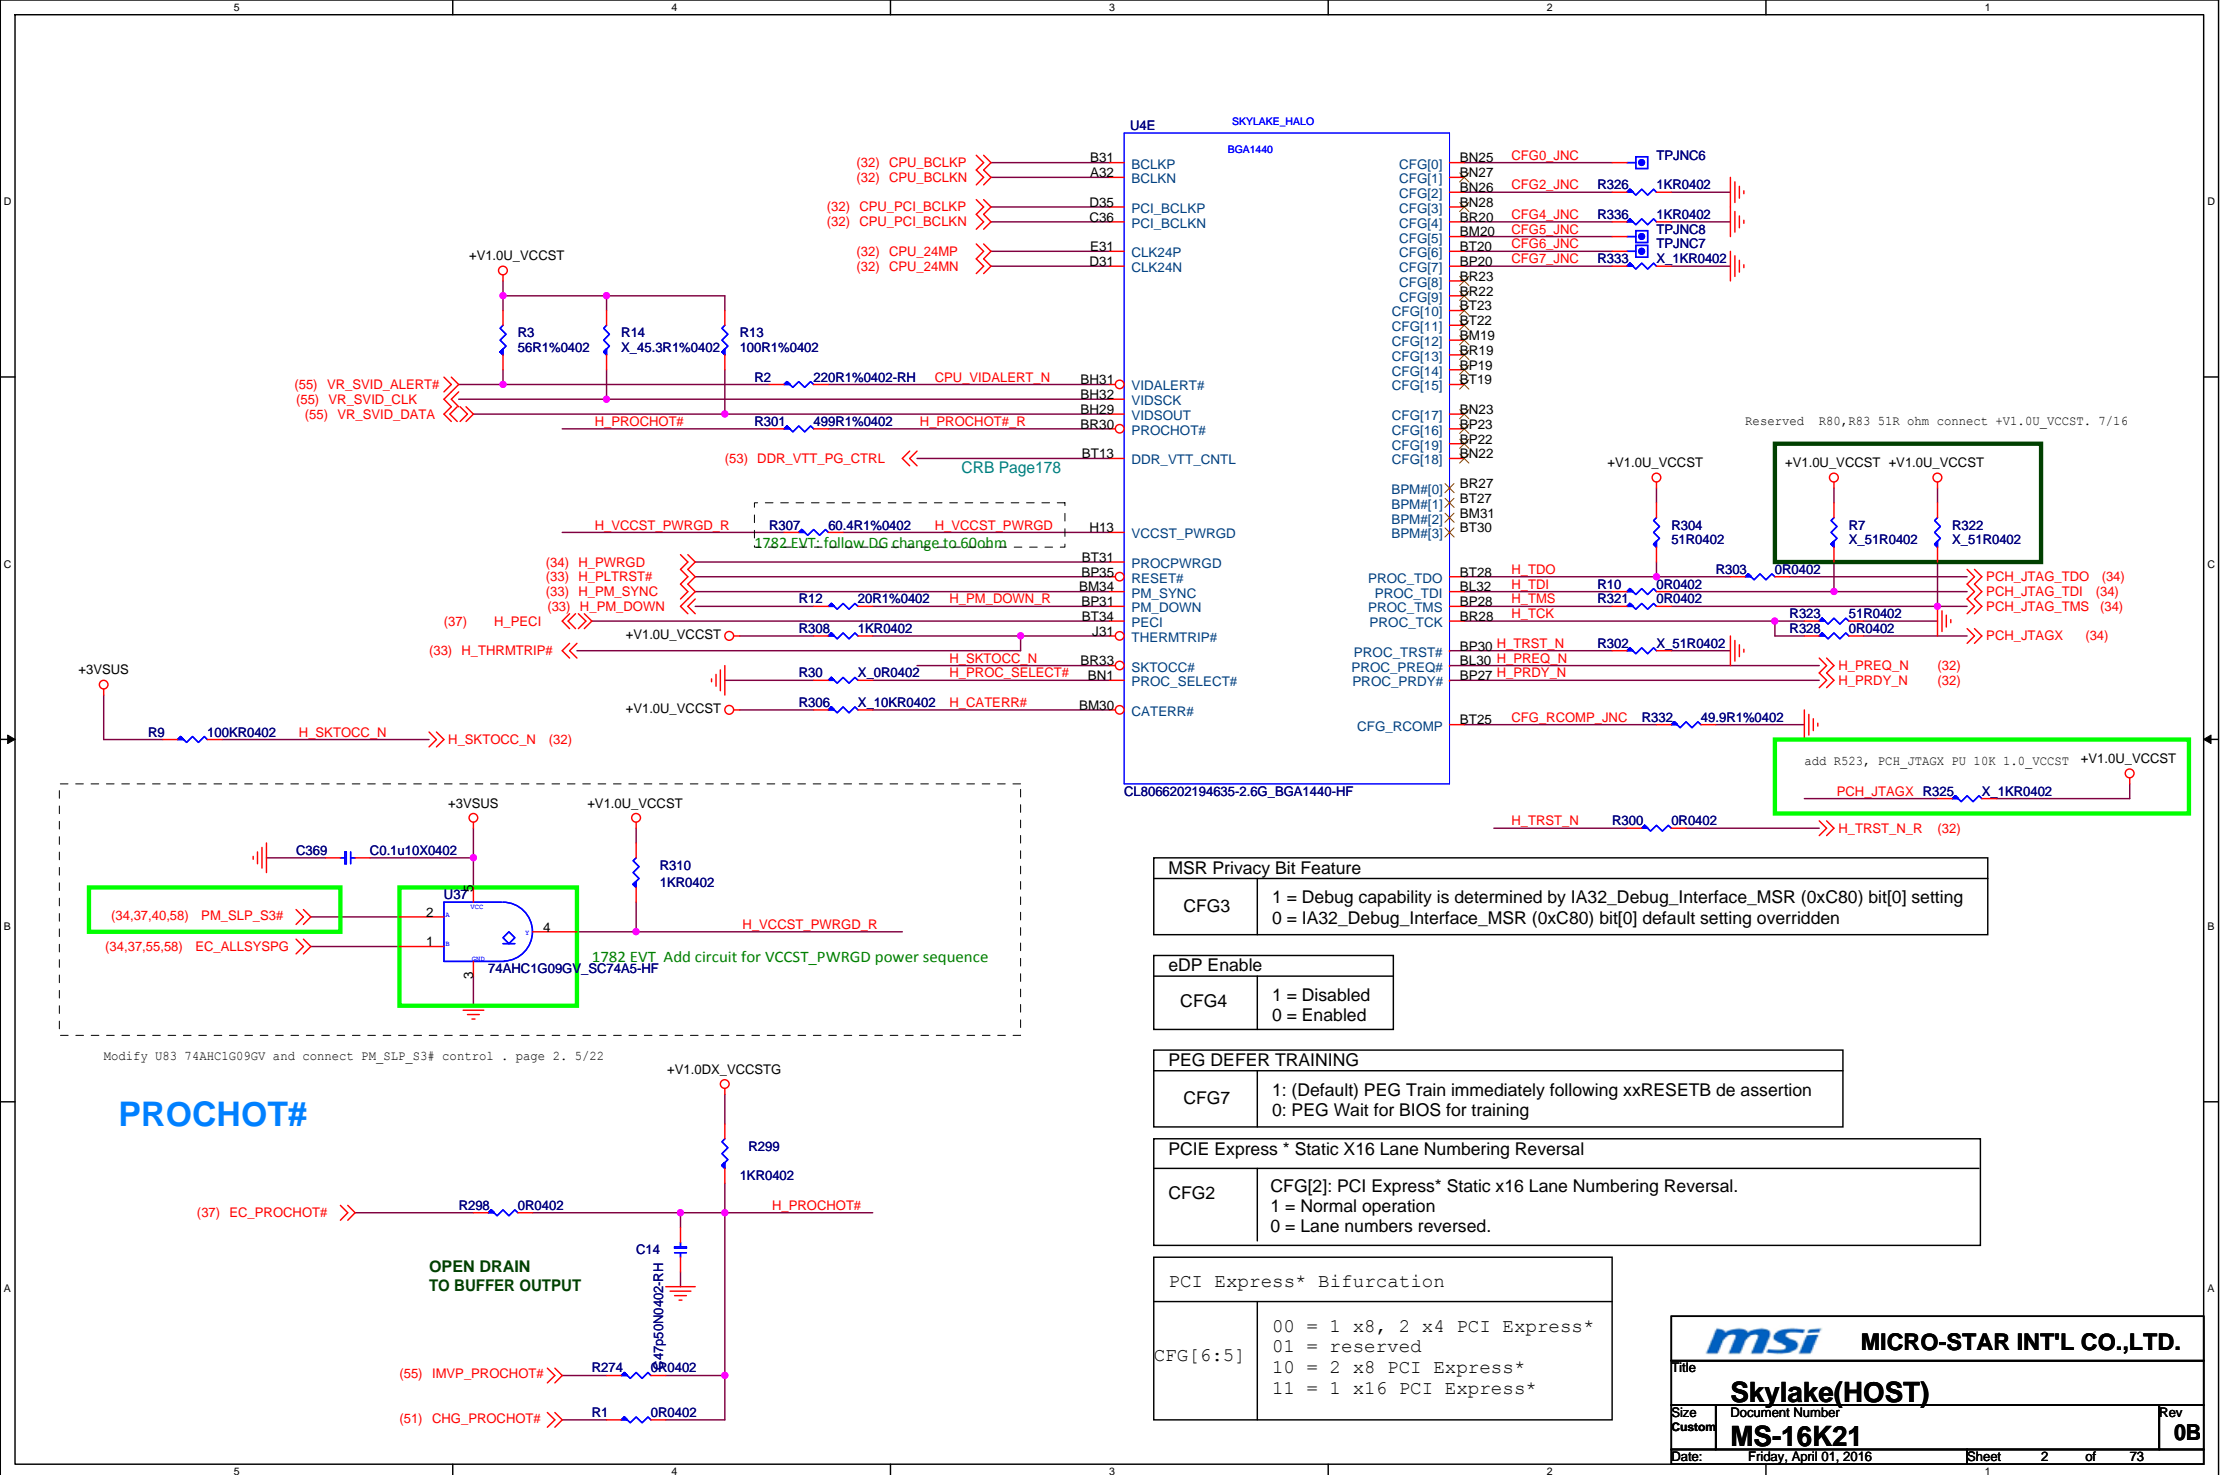 5 4 3 2 1
D
C
B
A
U4E
SKYLAKE_HALO
BGA1440
(32) CPU_BCLKP B31 BCLKP
(32) CPU_BCLKN A32 BCLKN
(32) CPU_PCI_BCLKP D35 PCI_BCLKP
(32) CPU_PCI_BCLKN C36 PCI_BCLKN
(32) CPU_24MP E31 CLK24P
(32) CPU_24MN D31 CLK24N
+V1.0U_VCCST
R3
56R1%0402
R14
X_45.3R1%0402
R13
100R1%0402
(55) VR_SVID_ALERT# R2 220R1%0402-RH CPU_VIDALERT_N BH31 VIDALERT#
(55) VR_SVID_CLK BH32 VIDSCK
(55) VR_SVID_DATA BH29 VIDSOUT
H_PROCHOT# R301 499R1%0402 H_PROCHOT#_R BR30 PROCHOT#
(53) DDR_VTT_PG_CTRL BT13 DDR_VTT_CNTL
CRB Page178
H_VCCST_PWRGD_R R307 60.4R1%0402 H_VCCST_PWRGD H13 VCCST_PWRGD
1782 EVT: follow DG change to 60ohm
(34) H_PWRGD BT31 PROCPWRGD
(33) H_PLTRST# BP35 RESET#
(33) H_PM_SYNC BM34 PM_SYNC
(33) H_PM_DOWN R12 20R1%0402 H_PM_DOWN_R BP31 PM_DOWN
(37) H_PECI BT34 PECI
+V1.0U_VCCST R308 1KR0402 J31 THERMTRIP#
(33) H_THRMTRIP#
H_SKTOCC_N BR33 SKTOCC#
R30 X_0R0402 H_PROC_SELECT# BN1 PROC_SELECT#
+V1.0U_VCCST R306 X_10KR0402 H_CATERR# BM30 CATERR#
+3VSUS
R9 100KR0402 H_SKTOCC_N H_SKTOCC_N (32)
CFG[0] BN25 CFG0_JNC TPJNC6
CFG[1] BN27
CFG[2] BN26 CFG2_JNC R326 1KR0402
CFG[3] BN28
CFG[4] BR20 CFG4_JNC R336 1KR0402
CFG[5] BM20 CFG5_JNC TPJNC8
CFG[6] BT20 CFG6_JNC TPJNC7
CFG[7] BP20 CFG7_JNC R333 X_1KR0402
CFG[8] BR23
CFG[9] BR22
CFG[10] BT23
CFG[11] BT22
CFG[12] BM19
CFG[13] BR19
CFG[14] BP19
CFG[15] BT19
CFG[17] BN23
CFG[16] BP23
CFG[19] BP22
CFG[18] BN22
BPM#[0] BR27
BPM#[1] BT27
BPM#[2] BM31
BPM#[3] BT30
Reserved R80,R83 51R ohm connect +V1.0U_VCCST. 7/16
+V1.0U_VCCST +V1.0U_VCCST +V1.0U_VCCST
R304
51R0402
R7
X_51R0402
R322
X_51R0402
PROC_TDO BT28 H_TDO R303 0R0402 PCH_JTAG_TDO (34)
PROC_TDI BL32 H_TDI R10 0R0402 PCH_JTAG_TDI (34)
PROC_TMS BP28 H_TMS R321 0R0402 PCH_JTAG_TMS (34)
PROC_TCK BR28 H_TCK R323 51R0402
R328 0R0402 PCH_JTAGX (34)
PROC_TRST# BP30 H_TRST_N R302 X_51R0402
PROC_PREQ# BL30 H_PREQ_N H_PREQ_N (32)
PROC_PRDY# BP27 H_PRDY_N H_PRDY_N (32)
CFG_RCOMP BT25 CFG_RCOMP_JNC R332 49.9R1%0402
CL8066202194635-2.6G_BGA1440-HF
add R523, PCH_JTAGX PU 10K 1.0_VCCST +V1.0U_VCCST
PCH_JTAGX R325 X_1KR0402
H_TRST_N R300 0R0402 H_TRST_N_R (32)
+3VSUS +V1.0U_VCCST
C369 C0.1u10X0402
R310
1KR0402
U37 5 VCC
(34,37,40,58) PM_SLP_S3# 2 A
(34,37,55,58) EC_ALLSYSPG 1 B
Y 4 H_VCCST_PWRGD_R
GND 3
74AHC1G09GV_SC74A5-HF
1782 EVT Add circuit for VCCST_PWRGD power sequence
Modify U83 74AHC1G09GV and connect PM_SLP_S3# control . page 2. 5/22
PROCHOT#
+V1.0DX_VCCSTG
R299
1KR0402
(37) EC_PROCHOT# R298 0R0402 H_PROCHOT#
C14
C47p50N0402-RH
OPEN DRAIN
TO BUFFER OUTPUT
(55) IMVP_PROCHOT# R274 0R0402
(51) CHG_PROCHOT# R1 0R0402
MSR Privacy Bit Feature
CFG3
1 = Debug capability is determined by IA32_Debug_Interface_MSR (0xC80) bit[0] setting
0 = IA32_Debug_Interface_MSR (0xC80) bit[0] default setting overridden
eDP Enable
CFG4
1 = Disabled
0 = Enabled
PEG DEFER TRAINING
CFG7
1: (Default) PEG Train immediately following xxRESETB de assertion
0: PEG Wait for BIOS for training
PCIE Express * Static X16 Lane Numbering Reversal
CFG2
CFG[2]: PCI Express* Static x16 Lane Numbering Reversal.
1 = Normal operation
0 = Lane numbers reversed.
PCI Express* Bifurcation
CFG[6:5]
00 = 1 x8, 2 x4 PCI Express*
01 = reserved
10 = 2 x8 PCI Express*
11 = 1 x16 PCI Express*
msi MICRO-STAR INT'L CO.,LTD.
Title
Skylake(HOST)
Size Document Number Rev
Custom MS-16K21 0B
Date: Friday, April 01, 2016 Sheet 2 of 73
D
C
B
A
5 4 3 2 1